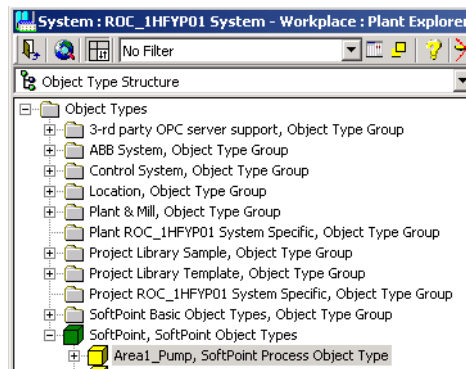 System : ROC_1HFYP01 System - Workplace : Plant Explorer
No Filter
Object Type Structure
Object Types
3-rd party OPC server support, Object Type Group
ABB System, Object Type Group
Control System, Object Type Group
Location, Object Type Group
Plant & Mill, Object Type Group
Plant ROC_1HFYP01 System Specific, Object Type Group
Project Library Sample, Object Type Group
Project Library Template, Object Type Group
Project ROC_1HFYP01 System Specific, Object Type Group
SoftPoint Basic Object Types, Object Type Group
SoftPoint, SoftPoint Object Types
Area1_Pump, SoftPoint Process Object Type